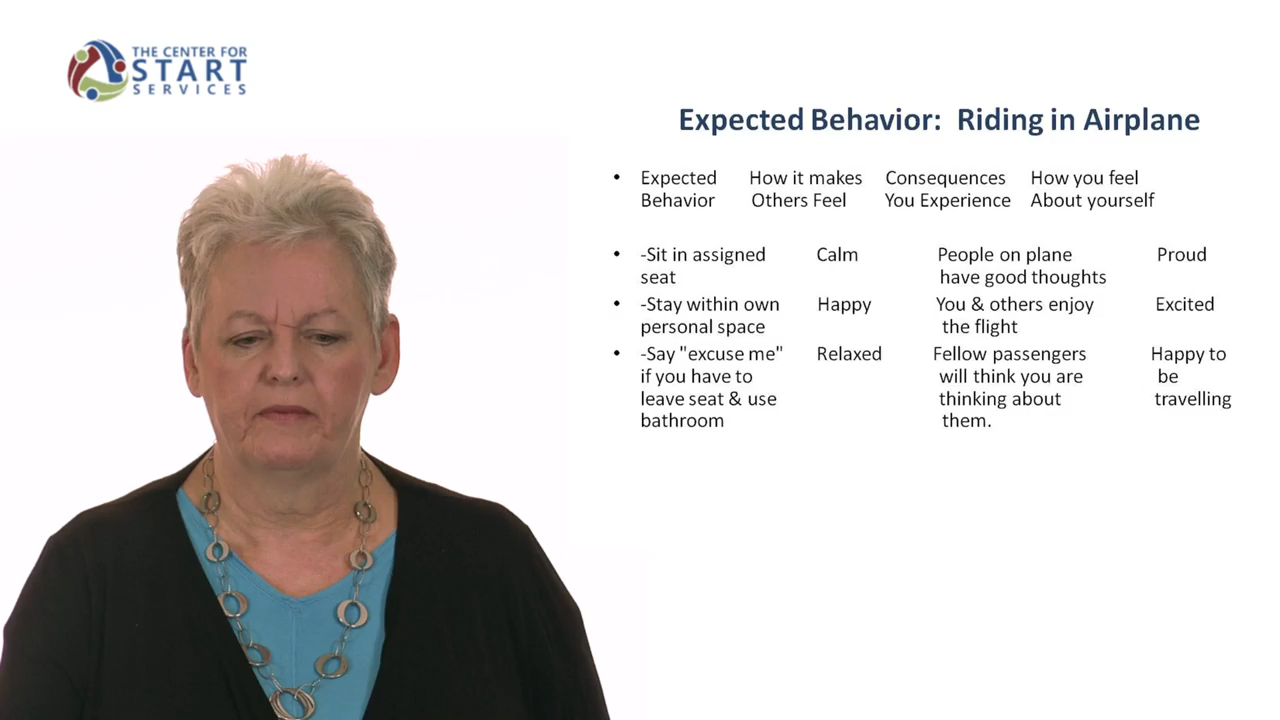 THE CENTER FOR
START
SERVICES
Expected Behavior: Riding in Airplane
• Expected How it makes Consequences How you feel
Behavior Others Feel You Experience About yourself
• -Sit in assigned Calm People on plane Proud
seat have good thoughts
• -Stay within own Happy You & others enjoy Excited
personal space the flight
• -Say "excuse me" Relaxed Fellow passengers Happy to
if you have to will think you are be
leave seat & use thinking about travelling
bathroom them.